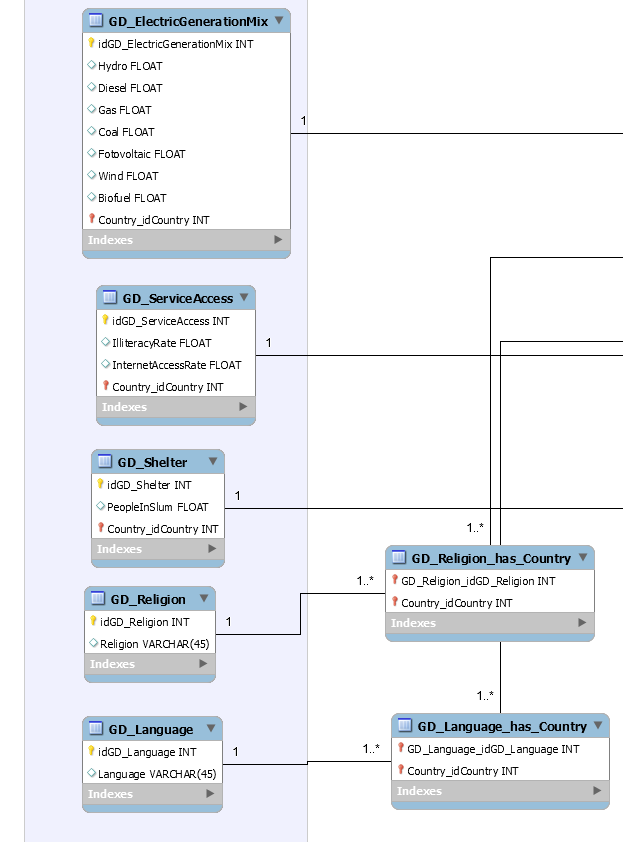 GD_ElectricGenerationMix
idGD_ElectricGenerationMix INT
Hydro FLOAT
Diesel FLOAT
Gas FLOAT
Coal FLOAT
Fotovoltaic FLOAT
Wind FLOAT
Biofuel FLOAT
Country_idCountry INT
Indexes
1
GD_ServiceAccess
idGD_ServiceAccess INT
IlliteracyRate FLOAT
InternetAccessRate FLOAT
Country_idCountry INT
Indexes
1
GD_Shelter
idGD_Shelter INT
PeopleInSlum FLOAT
Country_idCountry INT
Indexes
1
1..*
GD_Religion_has_Country
GD_Religion_idGD_Religion INT
Country_idCountry INT
Indexes
1..*
GD_Religion
idGD_Religion INT
Religion VARCHAR(45)
Indexes
1
1..*
GD_Language_has_Country
GD_Language_idGD_Language INT
Country_idCountry INT
Indexes
1..*
GD_Language
idGD_Language INT
Language VARCHAR(45)
Indexes
1